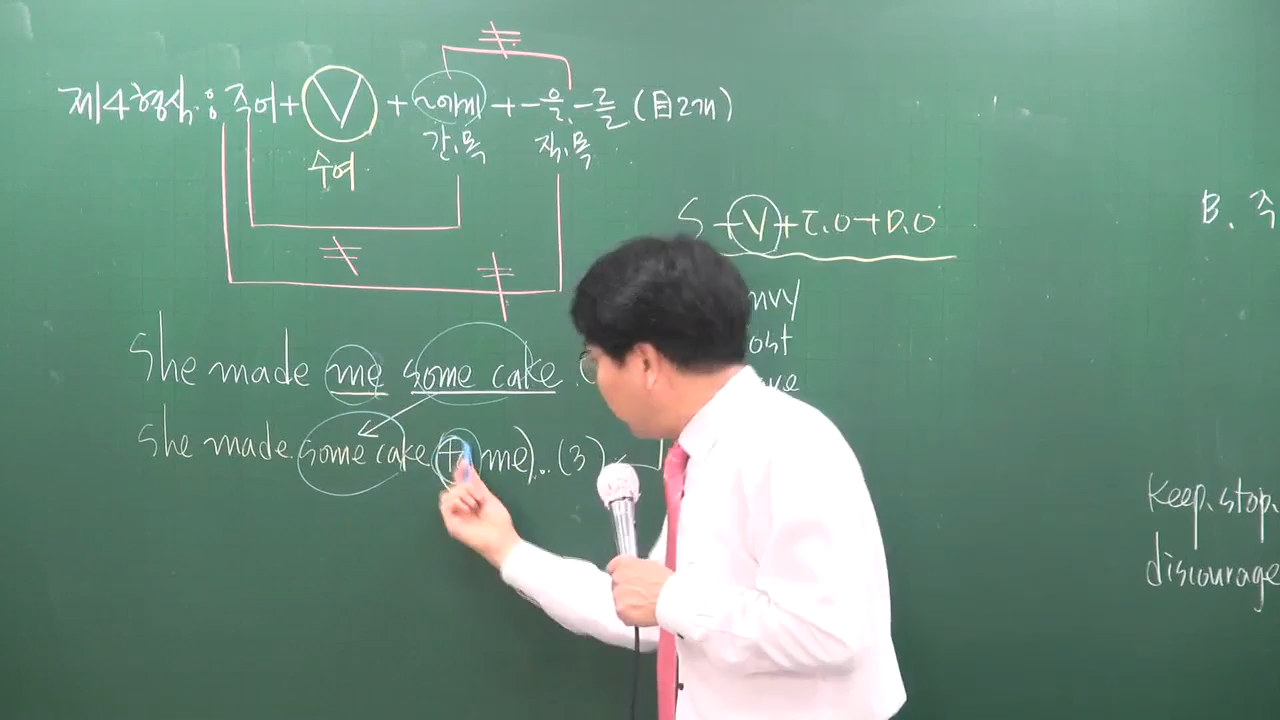 제4형식 : 주어 + Ⓥ + ~에게 + -을.-를 (目2개)
수여 간.목 직.목
S + Ⓥ + I.O + D.O
B. 주
She made me some cake.
She made some cake to me)... (3)
Keep. stop.
discourage